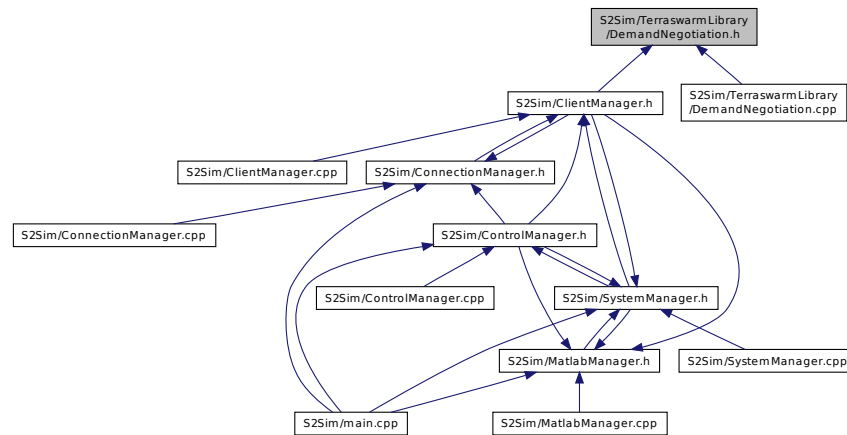 S2Sim/TerraswarmLibrary
/DemandNegotiation.h
S2Sim/ClientManager.h
S2Sim/TerraswarmLibrary
/DemandNegotiation.cpp
S2Sim/ClientManager.cpp
S2Sim/ConnectionManager.h
S2Sim/ConnectionManager.cpp
S2Sim/ControlManager.h
S2Sim/ControlManager.cpp
S2Sim/SystemManager.h
S2Sim/MatlabManager.h
S2Sim/SystemManager.cpp
S2Sim/main.cpp
S2Sim/MatlabManager.cpp